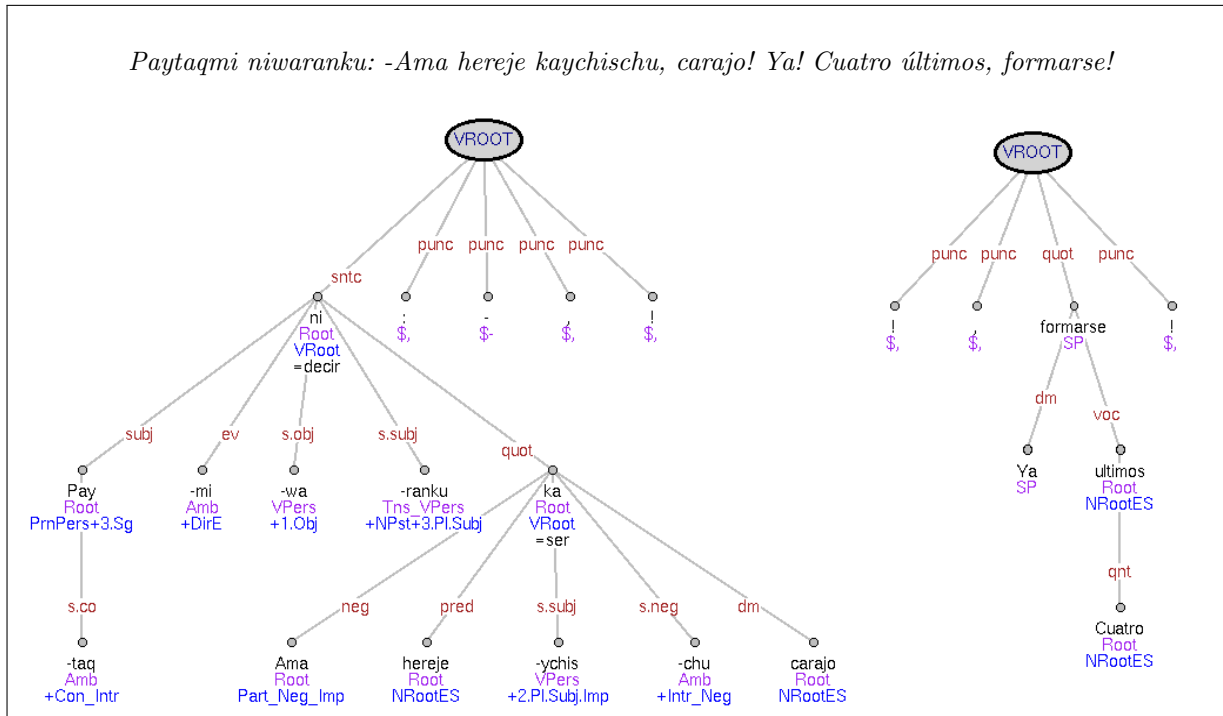 Paytaqmi niwaranku: -Ama hereje kaychischu, carajo! Ya! Cuatro últimos, formarse!
VROOT
VROOT
punc punc punc punc
punc punc quot punc
sntc
ni
Root
VRoot
=decir
:
$,
-
$-
,
$,
!
$,
!
$,
,
$,
formarse
SP
!
$,
dm
voc
subj ev s.obj s.subj quot
Pay
Root
PrnPers+3.Sg
-mi
Amb
+DirE
-wa
VPers
+1.Obj
-ranku
Tns_VPers
+NPst+3.Pl.Subj
ka
Root
VRoot
=ser
Ya
SP
ultimos
Root
NRootES
s.co
neg pred s.subj s.neg dm
qnt
-taq
Amb
+Con_Intr
Ama
Root
Part_Neg_Imp
hereje
Root
NRootES
-ychis
VPers
+2.Pl.Subj.Imp
-chu
Amb
+Intr_Neg
carajo
Root
NRootES
Cuatro
Root
NRootES